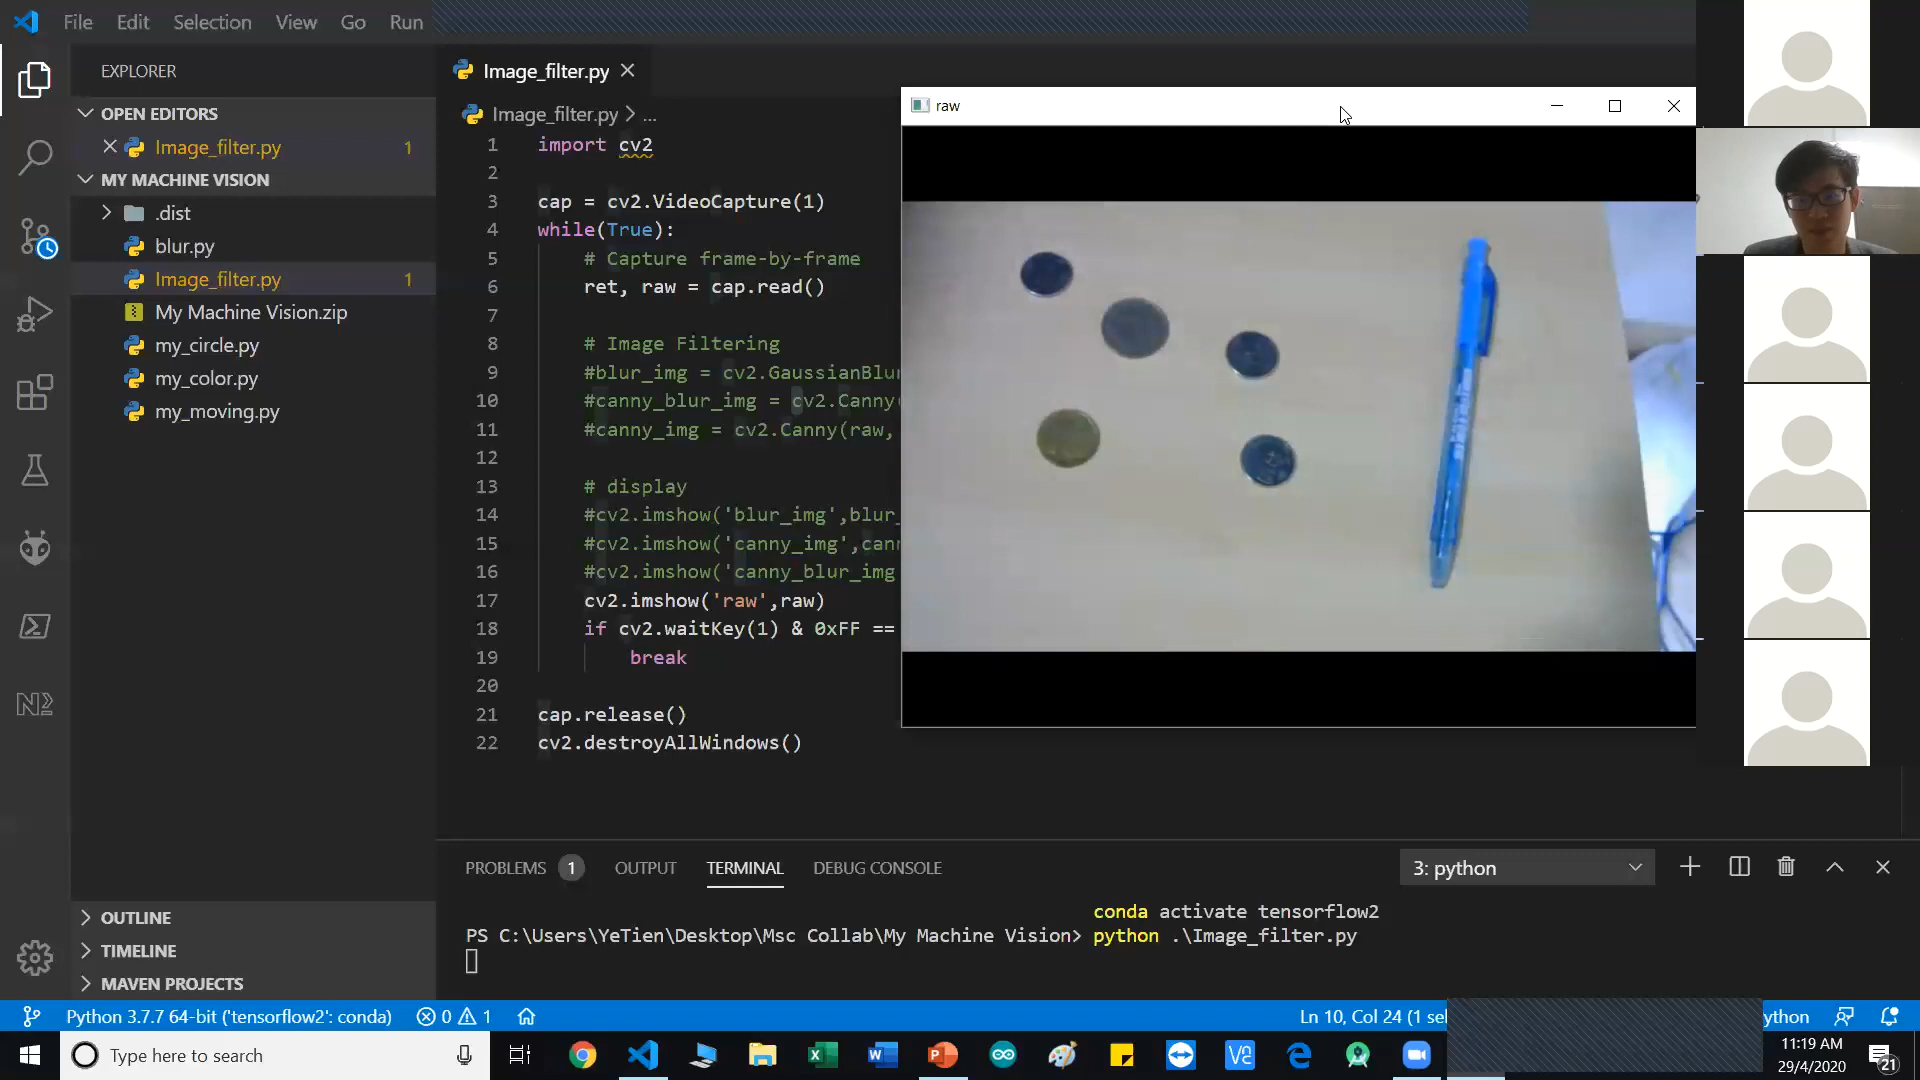 File Edit Selection View Go Run
EXPLORER
OPEN EDITORS
Image_filter.py 1
MY MACHINE VISION
.dist
blur.py
Image_filter.py 1
My Machine Vision.zip
my_circle.py
my_color.py
my_moving.py
OUTLINE
TIMELINE
MAVEN PROJECTS
Image_filter.py
Image_filter.py > ...
1 import cv2
2
3 cap = cv2.VideoCapture(1)
4 while(True):
5 # Capture frame-by-frame
6 ret, raw = cap.read()
7
8 # Image Filtering
9 #blur_img = cv2.GaussianBlur
10 #canny_blur_img = cv2.Canny(
11 #canny_img = cv2.Canny(raw,
12
13 # display
14 #cv2.imshow('blur_img',blur_
15 #cv2.imshow('canny_img',cann
16 #cv2.imshow('canny_blur_img
17 cv2.imshow('raw',raw)
18 if cv2.waitKey(1) & 0xFF ==
19 break
20
21 cap.release()
22 cv2.destroyAllWindows()
raw
PROBLEMS 1 OUTPUT TERMINAL DEBUG CONSOLE
3: python
conda activate tensorflow2
PS C:\Users\YeTien\Desktop\Msc Collab\My Machine Vision> python .\Image_filter.py
Python 3.7.7 64-bit ('tensorflow2': conda) 0 1
Ln 10, Col 24 (1 sel
ython
Type here to search
11:19 AM
29/4/2020
21